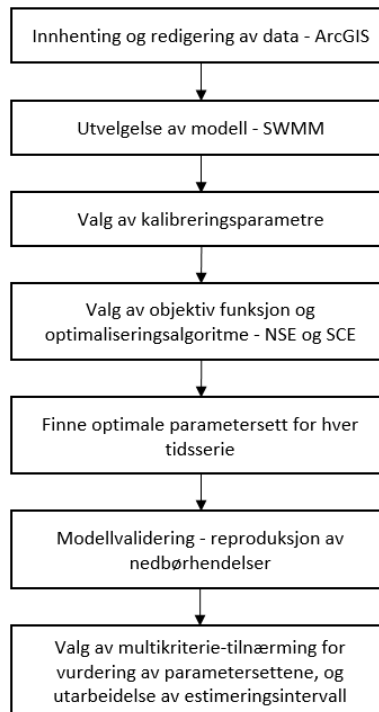 Innhenting og redigering av data - ArcGIS
Utvelgelse av modell - SWMM
Valg av kalibreringsparametre
Valg av objektiv funksjon og
optimaliseringsalgoritme - NSE og SCE
Finne optimale parametersett for hver
tidsserie
Modellvalidering - reproduksjon av
nedbørhendelser
Valg av multikriterie-tilnærming for
vurdering av parametersettene, og
utarbeidelse av estimeringsintervall